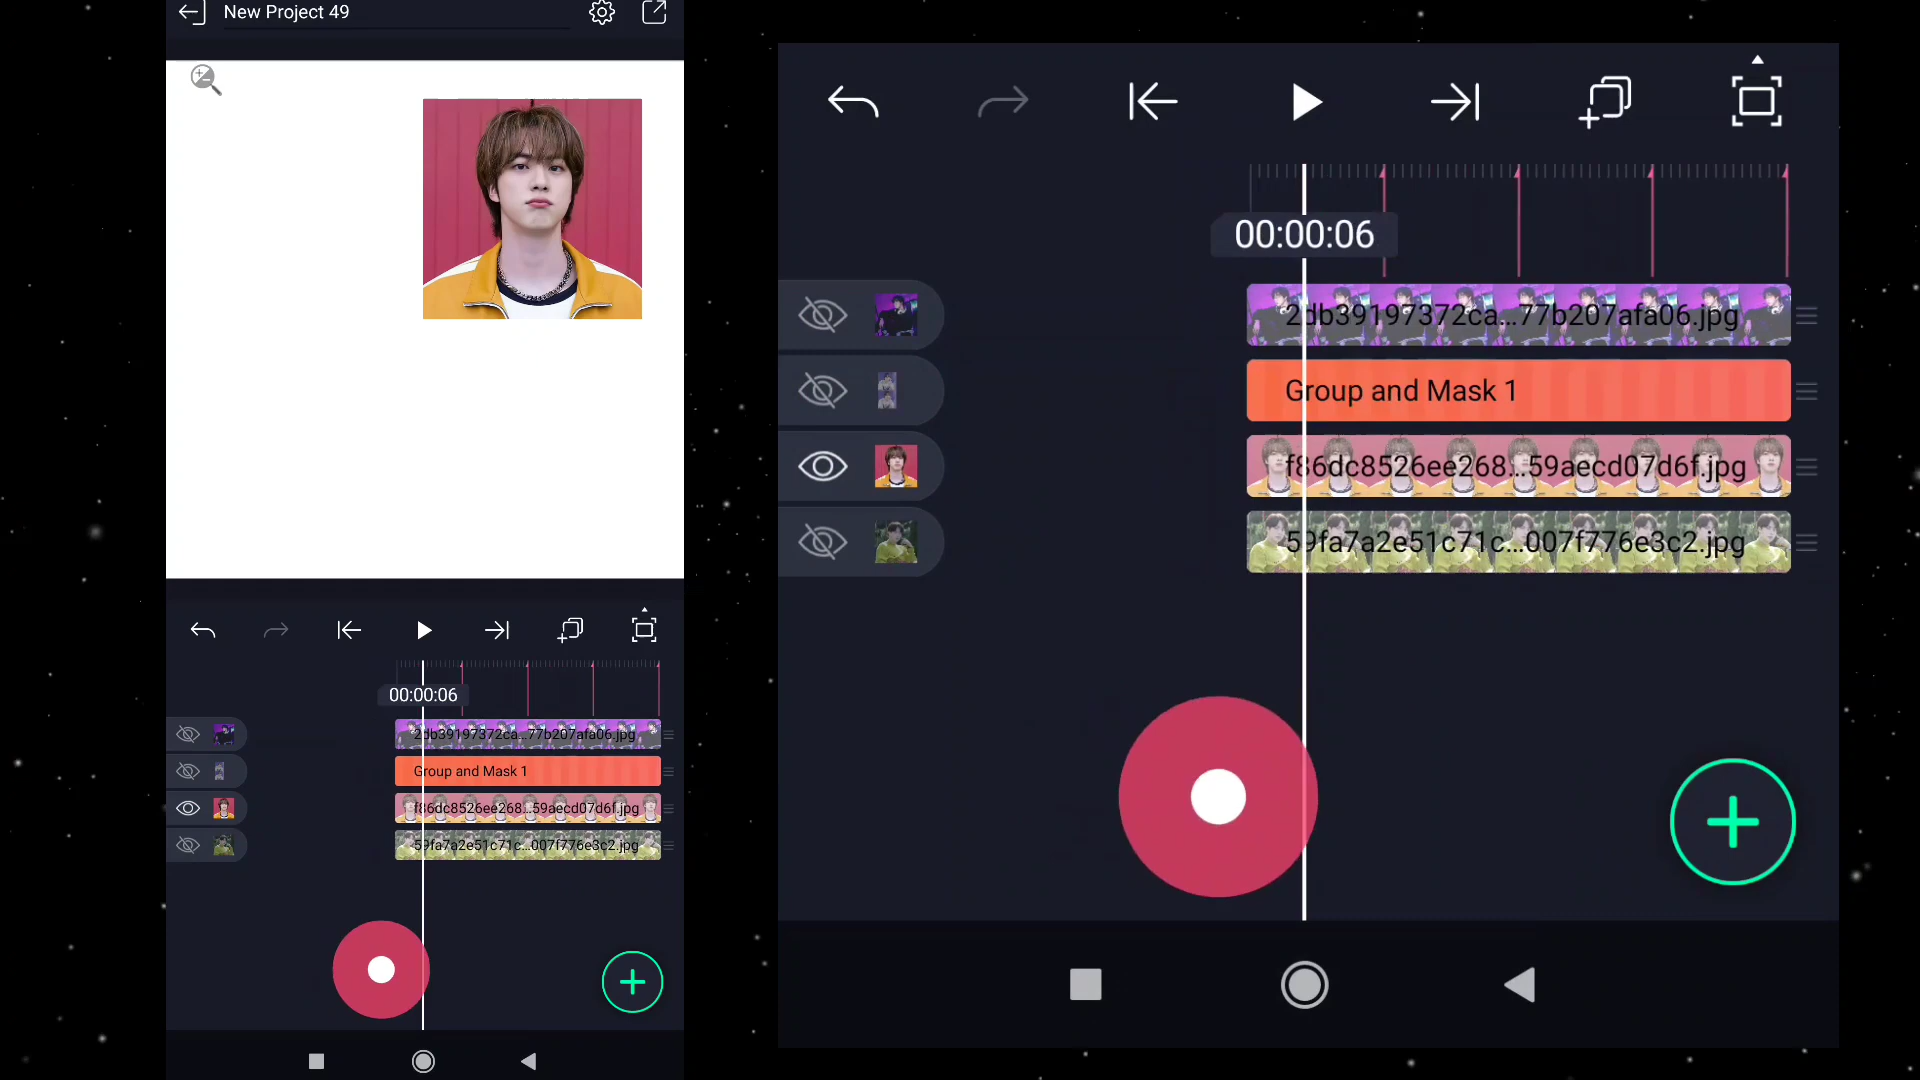 New Project 49
00:00:06
2db39197372ca...77b207afa06.jpg
Group and Mask 1
f86dc8526ee268...59aecd07d6f.jpg
59fa7a2e51c71c...007f776e3c2.jpg
00:00:06
2db39197372ca...77b207afa06.jpg
Group and Mask 1
f86dc8526ee268...59aecd07d6f.jpg
59fa7a2e51c71c...007f776e3c2.jpg